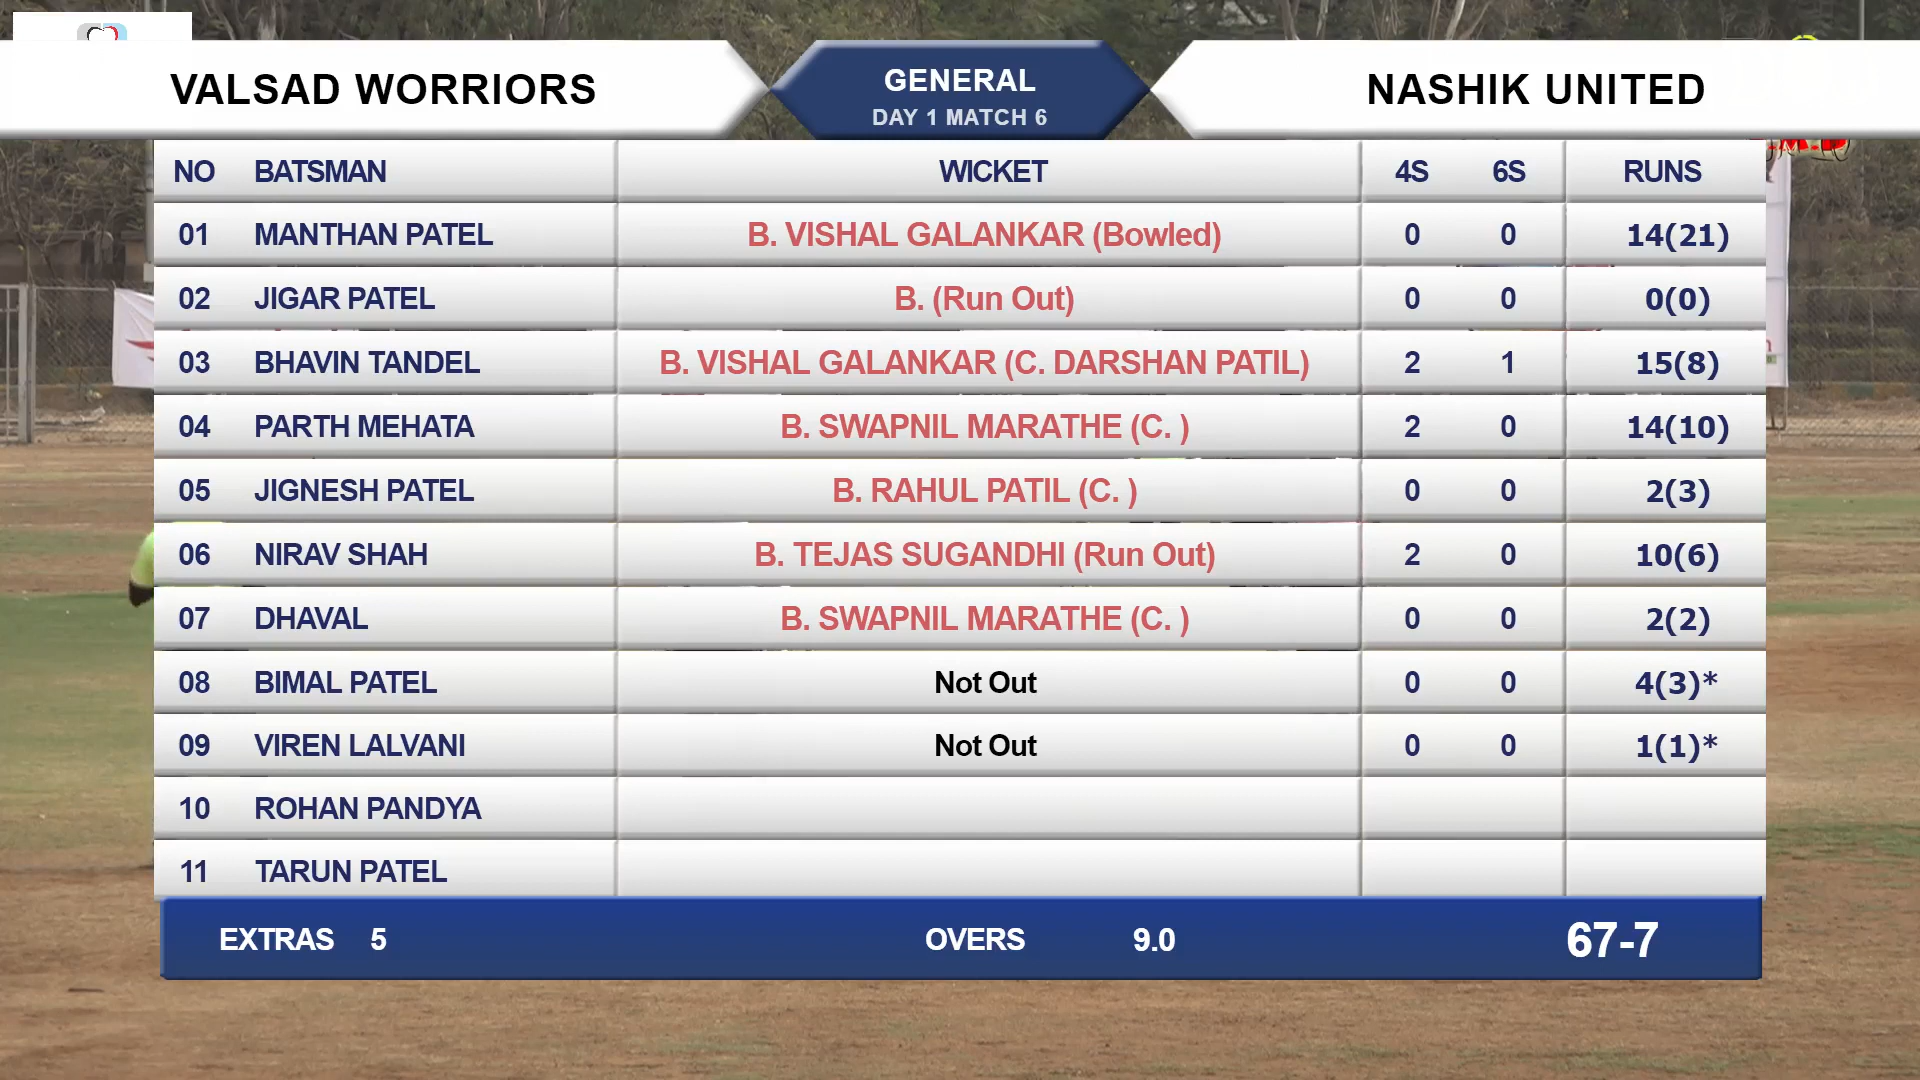 VALSAD WORRIORS
GENERAL
DAY 1 MATCH 6
NASHIK UNITED
NO BATSMAN WICKET 4S 6S RUNS
01 MANTHAN PATEL B. VISHAL GALANKAR (Bowled) 0 0 14(21)
02 JIGAR PATEL B. (Run Out) 0 0 0(0)
03 BHAVIN TANDEL B. VISHAL GALANKAR (C. DARSHAN PATIL) 2 1 15(8)
04 PARTH MEHATA B. SWAPNIL MARATHE (C. ) 2 0 14(10)
05 JIGNESH PATEL B. RAHUL PATIL (C. ) 0 0 2(3)
06 NIRAV SHAH B. TEJAS SUGANDHI (Run Out) 2 0 10(6)
07 DHAVAL B. SWAPNIL MARATHE (C. ) 0 0 2(2)
08 BIMAL PATEL Not Out 0 0 4(3)*
09 VIREN LALVANI Not Out 0 0 1(1)*
10 ROHAN PANDYA
11 TARUN PATEL
EXTRAS 5 OVERS 9.0 67-7